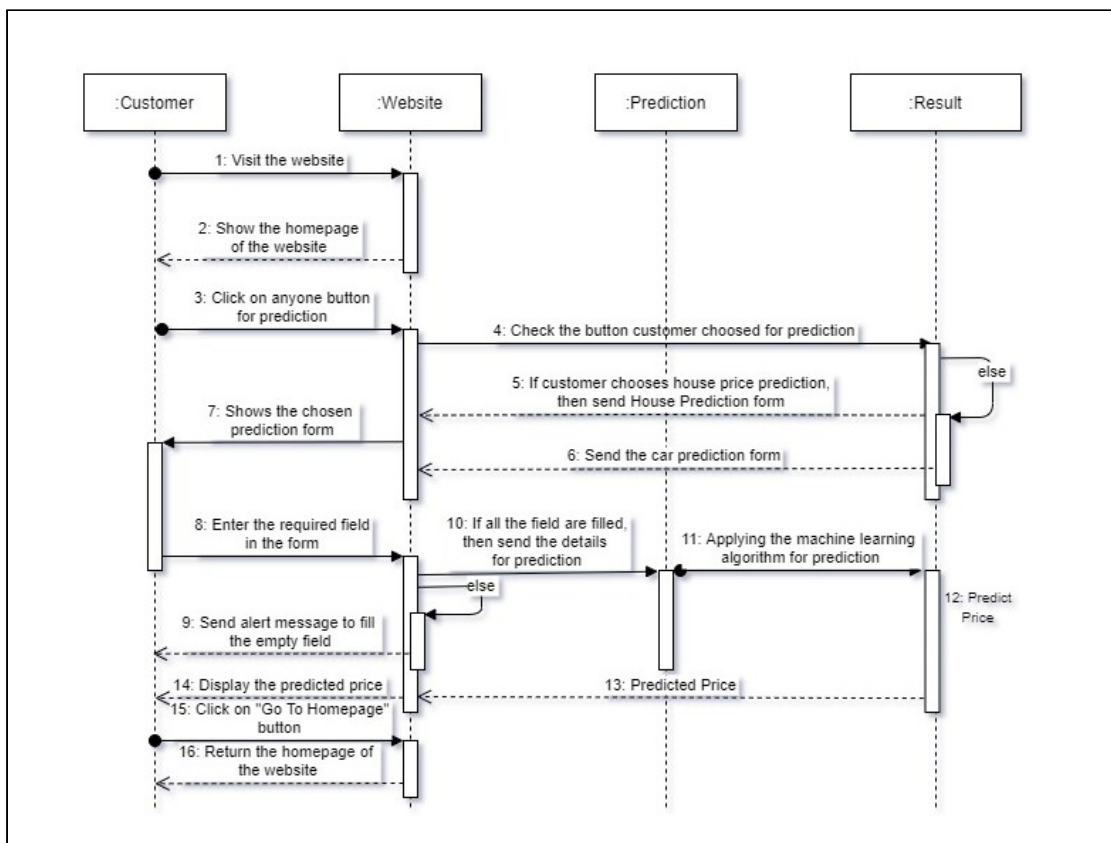 :Customer
:Website
:Prediction
:Result
1: Visit the website
2: Show the homepage
of the website
3: Click on anyone button
for prediction
4: Check the button customer choosed for prediction
else
5: If customer chooses house price prediction,
then send House Prediction form
7: Shows the chosen
prediction form
6: Send the car prediction form
8: Enter the required field
in the form
10: If all the field are filled,
then send the details
for prediction
11: Applying the machine learning
algorithm for prediction
else
12: Predict
Price
9: Send alert message to fill
the empty field
14: Display the predicted price
13: Predicted Price
15: Click on "Go To Homepage"
button
16: Return the homepage of
the website